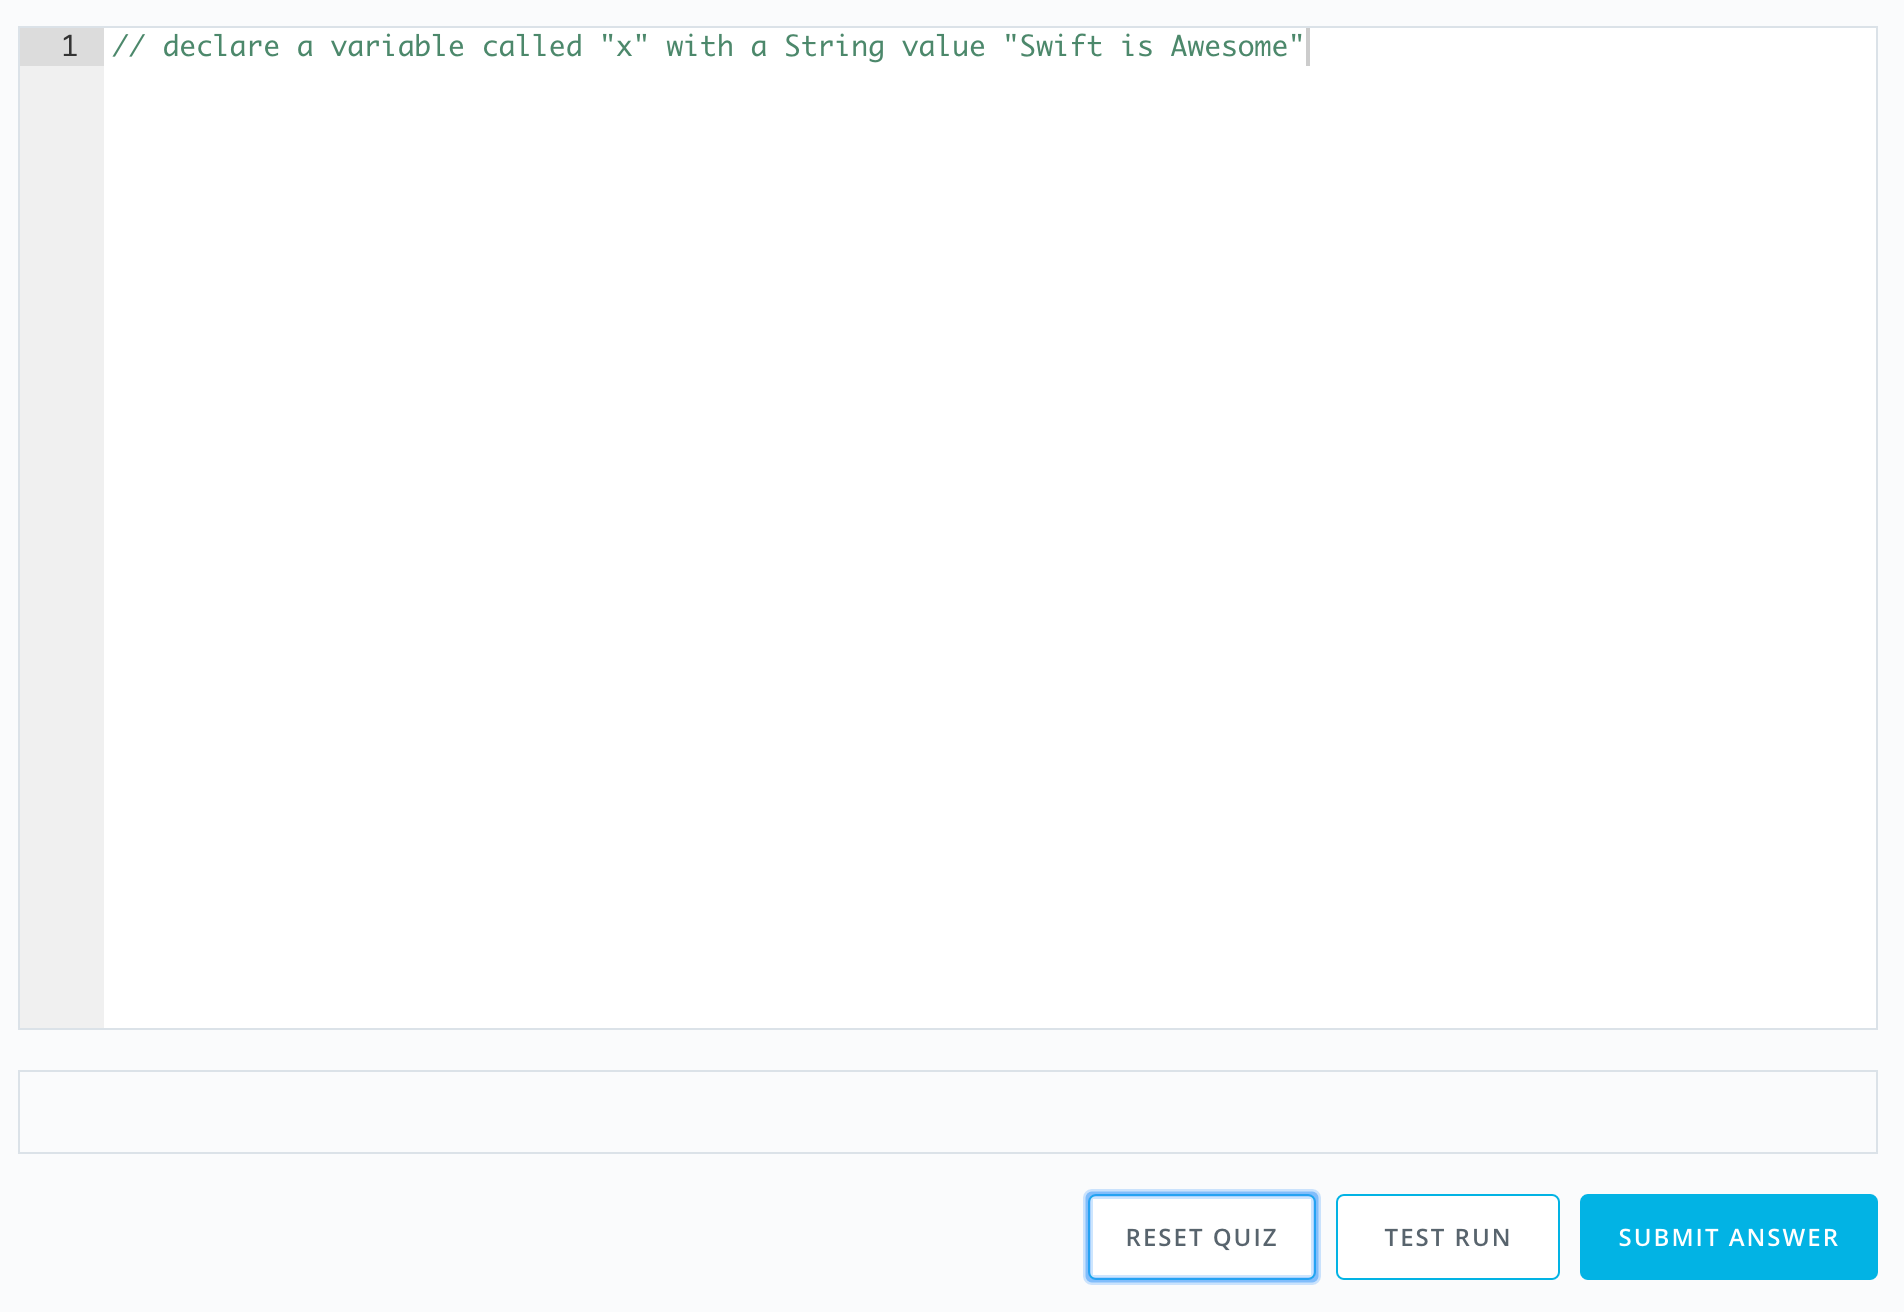 1 // declare a variable called "x" with a String value "Swift is Awesome"
RESET QUIZ TEST RUN SUBMIT ANSWER